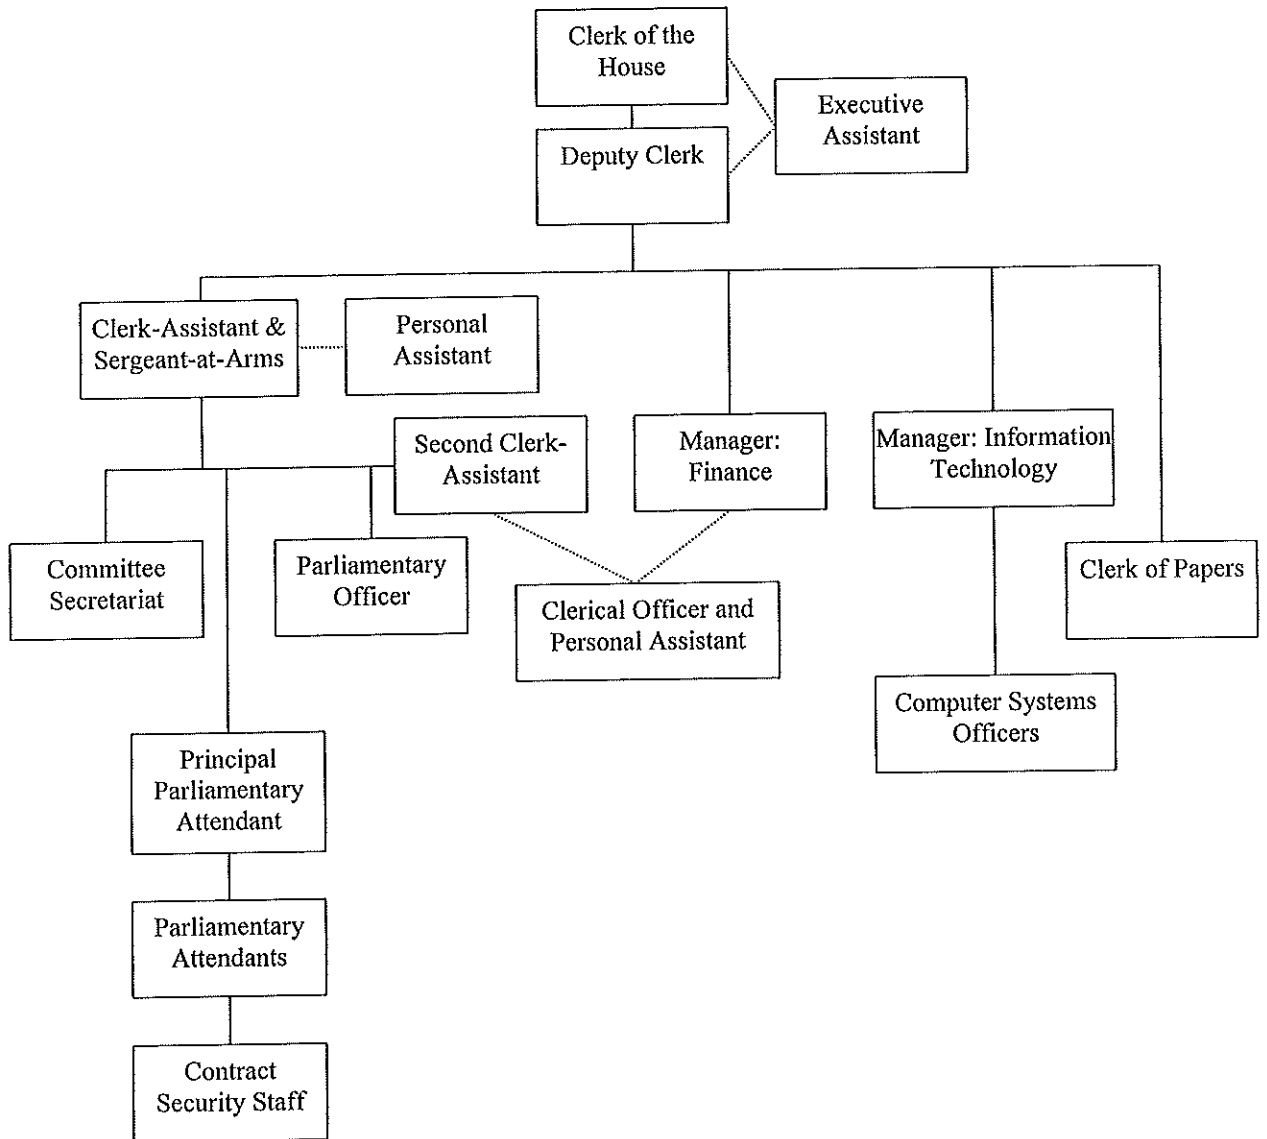 Clerk of the
House
Executive
Assistant
Deputy Clerk
Clerk-Assistant &
Sergeant-at-Arms
Personal
Assistant
Second Clerk-
Assistant
Manager:
Finance
Manager: Information
Technology
Committee
Secretariat
Parliamentary
Officer
Clerical Officer and
Personal Assistant
Clerk of Papers
Computer Systems
Officers
Principal
Parliamentary
Attendant
Parliamentary
Attendants
Contract
Security Staff